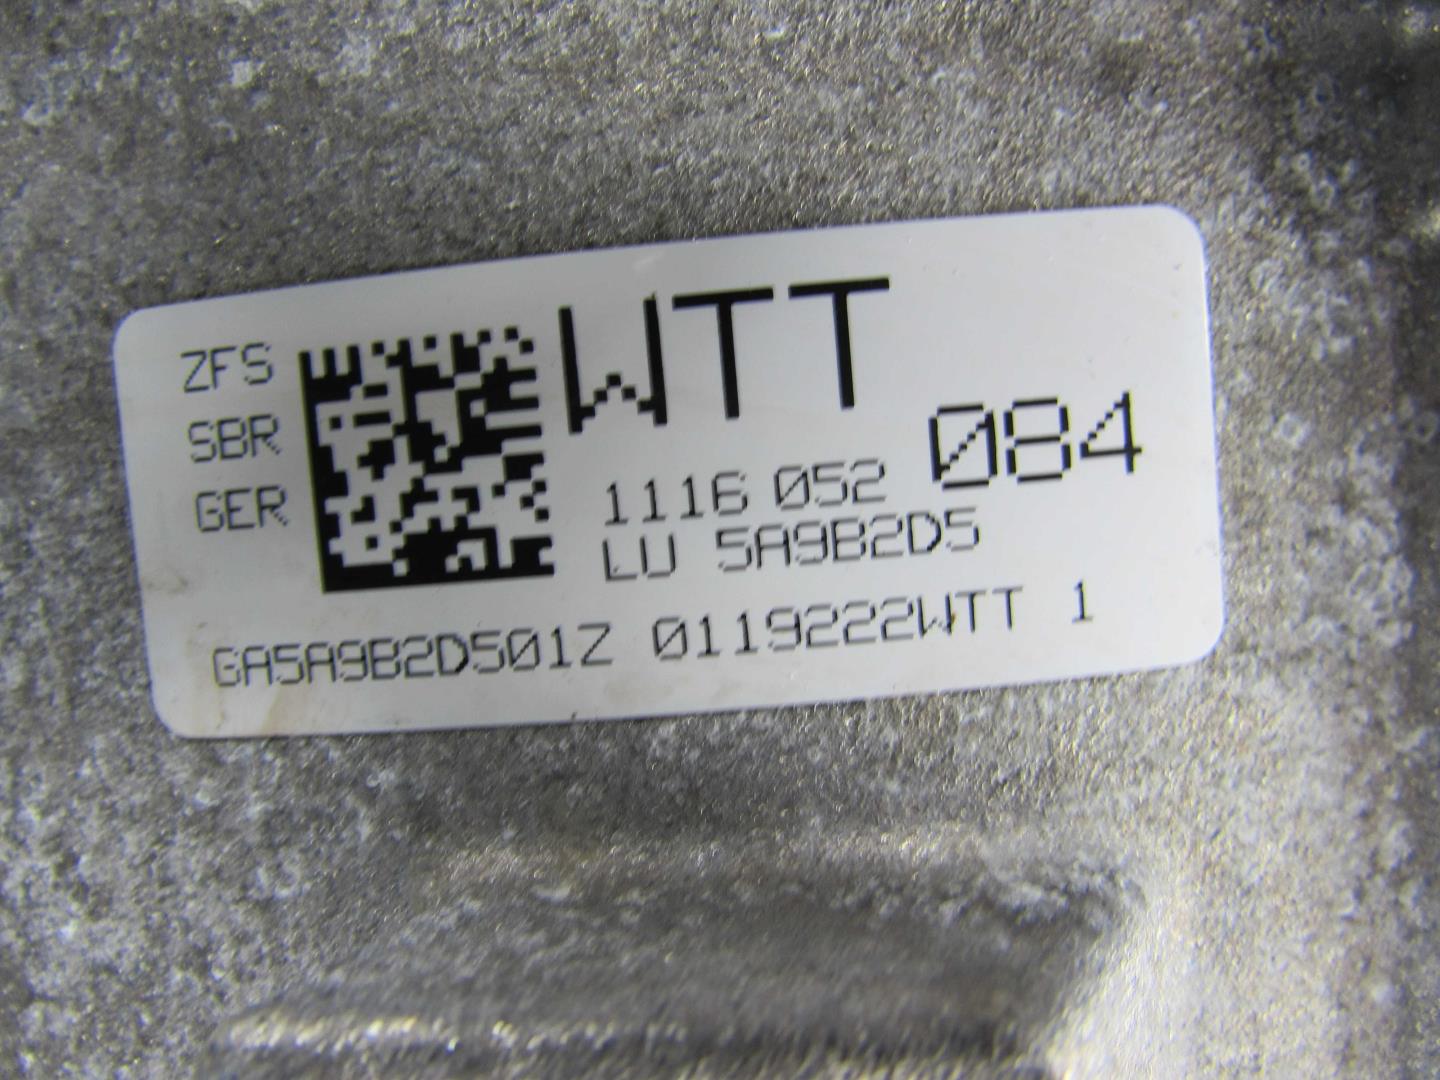 ZFS
SBR
GER
WTT
084
1116 052
LU 5A9B2D5
GA5A9B2D501Z 0119222WTT 1